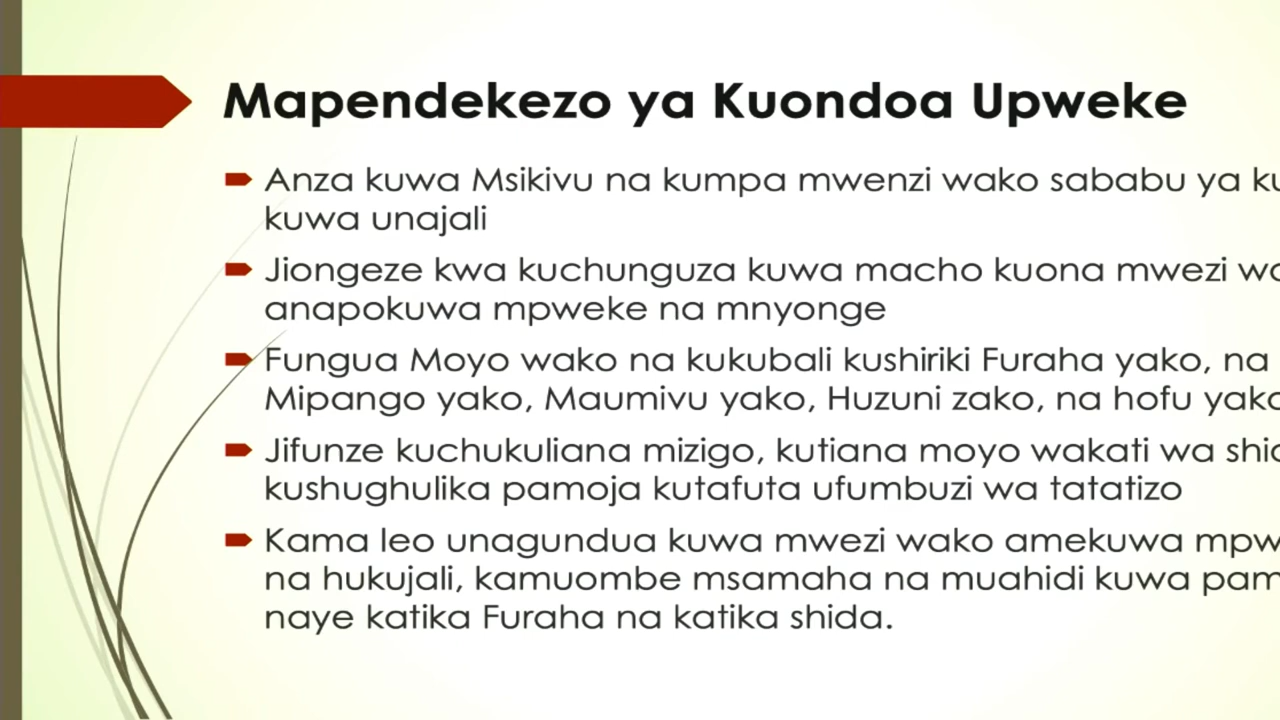 Mapendekezo ya Kuondoa Upweke
Anza kuwa Msikivu na kumpa mwenzi wako sababu ya
kuwa unajali
Jiongeze kwa kuchunguza kuwa macho kuona mwezi
anapokuwa mpweke na mnyonge
Fungua Moyo wako na kukubali kushiriki Furaha yako, na
Mipango yako, Maumivu yako, Huzuni zako, na hofu
Jifunze kuchukuliana mizigo, kutiana moyo wakati wa
kushughulika pamoja kutafuta ufumbuzi wa tatatizo
Kama leo unagundua kuwa mwezi wako amekuwa
na hukujali, kamuombe msamaha na muahidi kuwa
naye katika Furaha na katika shida.